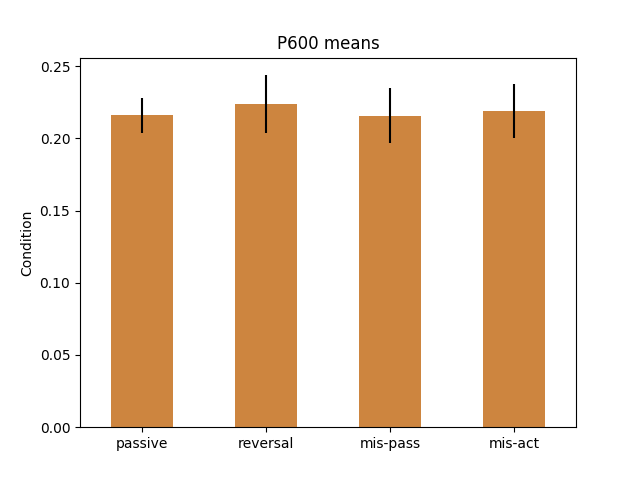 P600 means
Condition
0.25
0.20
0.15
0.10
0.05
0.00
passive
reversal
mis-pass
mis-act